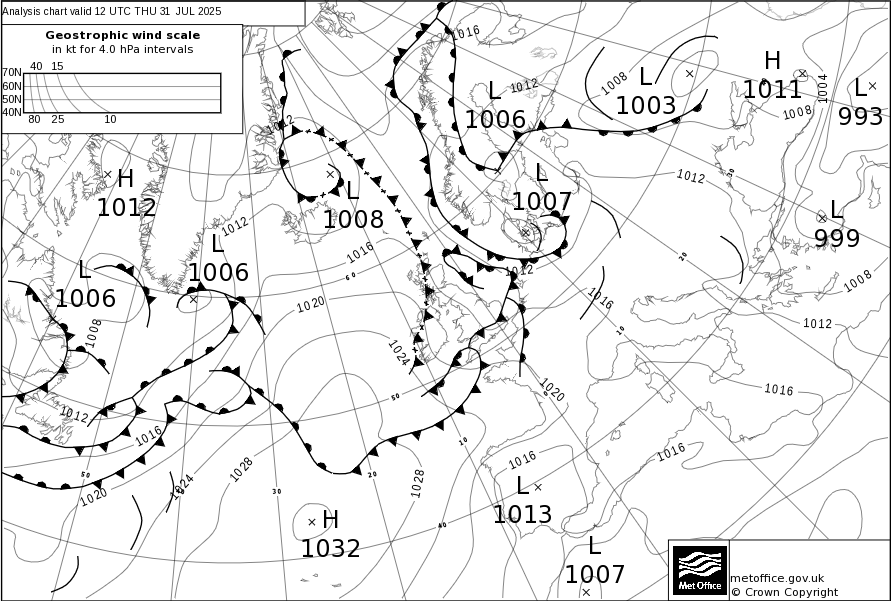 Analysis chart valid 12 UTC THU 31 JUL 2025
Geostrophic wind scale
in kt for 4.0 hPa intervals
40 15
70N
60N
50N
40N
80 25 10
1016
1012
1008
L
1003
H
1011
1004
L
993
1008
L
1006
1012
H
1012
L
1008
L
1007
1012
L
999
1012
L
1006
1016
60
1012
L
1006
1008
1020
1016
1008
1012
1024
1020
1016
1012
1016
50
10
20
10
1016
1016
L
1013
50
1020
1024
1028
30
20
1028
40
H
1032
L
1007
Met Office
metoffice.gov.uk
© Crown Copyright